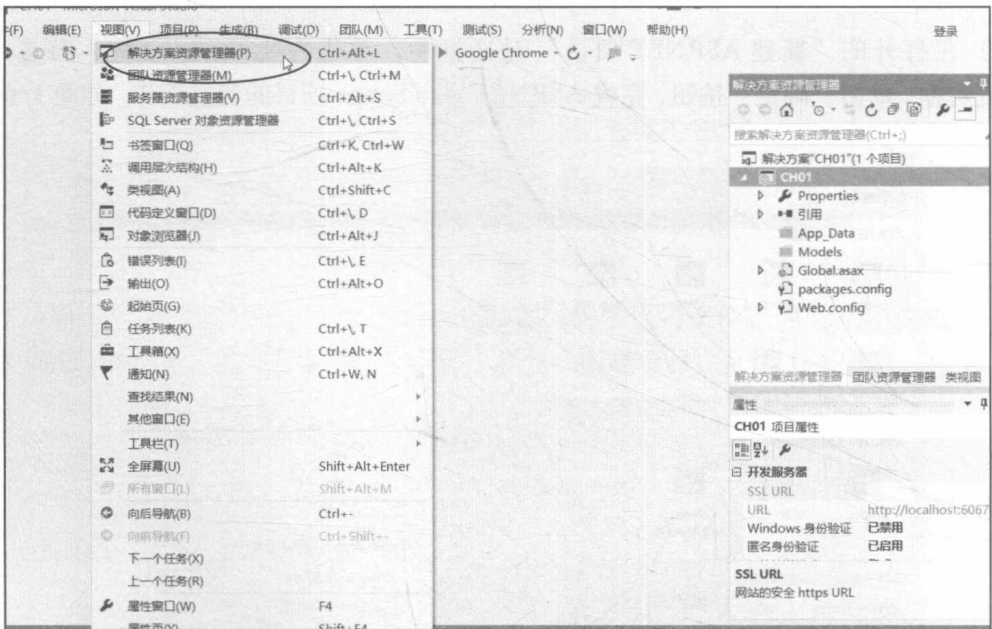 (F) 编辑(E) 视图(V) 项目(P) 生成(B) 调试(D) 团队(M) 工具(T) 测试(S) 分析(N) 窗口(W) 帮助(H) 登录
Google Chrome
解决方案资源管理器(P) Ctrl+Alt+L
团队资源管理器(M) Ctrl+\, Ctrl+M
服务器资源管理器(V) Ctrl+Alt+S
SQL Server 对象资源管理器 Ctrl+\, Ctrl+S
书签窗口(O) Ctrl+K, Ctrl+W
调用层次结构(H) Ctrl+Alt+K
类视图(A) Ctrl+Shift+C
代码定义窗口(D) Ctrl+\, D
对象浏览器(J) Ctrl+Alt+J
错误列表(I) Ctrl+\, E
输出(O) Ctrl+Alt+O
起始页(G)
任务列表(K) Ctrl+\, T
工具箱(X) Ctrl+Alt+X
通知(N) Ctrl+W, N
查找结果(N)
其他窗口(E)
工具栏(T)
全屏幕(U) Shift+Alt+Enter
所有窗口(L) Shift+Alt+M
向后导航(B) Ctrl+-
向前导航(F) Ctrl+Shift+-
下一个任务(X)
上一个任务(R)
属性窗口(W) F4
属性页(Y) Shift+F4
解决方案资源管理器
搜索解决方案资源管理器(Ctrl+;)
解决方案"CH01"(1 个项目)
CH01
Properties
引用
App_Data
Models
Global.asax
packages.config
Web.config
解决方案资源管理器 团队资源管理器 类视图
属性
CH01 项目属性
开发服务器
SSL URL
URL http://localhost:6067
Windows 身份验证 已禁用
匿名身份验证 已启用
SSL URL
网站的安全 https URL